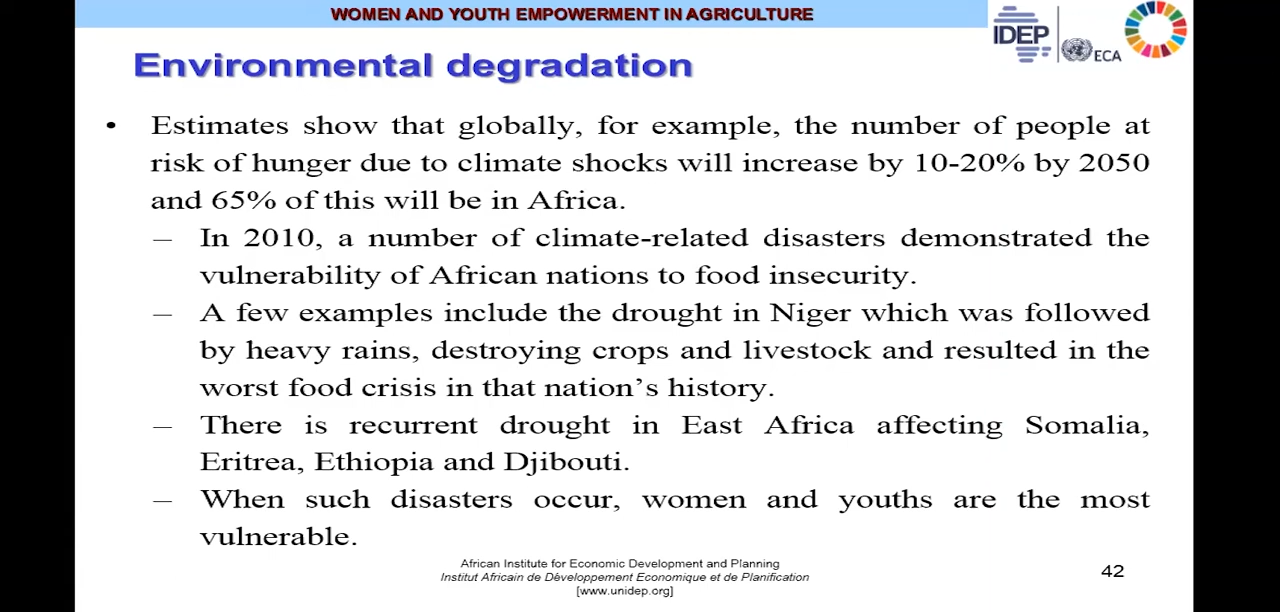 WOMEN AND YOUTH EMPOWERMENT IN AGRICULTURE
IDEP
ECA
Environmental degradation
• Estimates show that globally, for example, the number of people at
risk of hunger due to climate shocks will increase by 10-20% by 2050
and 65% of this will be in Africa.
– In 2010, a number of climate-related disasters demonstrated the
vulnerability of African nations to food insecurity.
– A few examples include the drought in Niger which was followed
by heavy rains, destroying crops and livestock and resulted in the
worst food crisis in that nation’s history.
– There is recurrent drought in East Africa affecting Somalia,
Eritrea, Ethiopia and Djibouti.
– When such disasters occur, women and youths are the most
vulnerable.
African Institute for Economic Development and Planning
Institut Africain de Développement Economique et de Planification
[www.unidep.org]
42